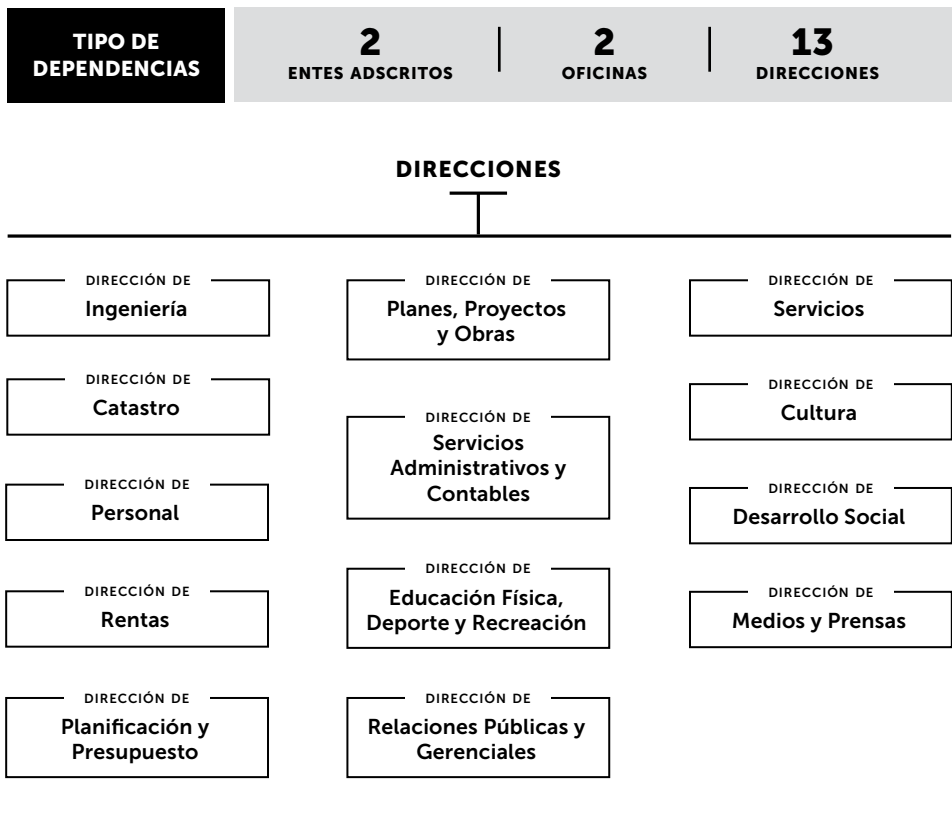 TIPO DE
DEPENDENCIAS
2
ENTES ADSCRITOS
2
OFICINAS
13
DIRECCIONES
DIRECCIONES
DIRECCIÓN DE
Ingeniería
DIRECCIÓN DE
Catastro
DIRECCIÓN DE
Personal
DIRECCIÓN DE
Rentas
DIRECCIÓN DE
Planificación y
Presupuesto
DIRECCIÓN DE
Planes, Proyectos
y Obras
DIRECCIÓN DE
Servicios
Administrativos y
Contables
DIRECCIÓN DE
Educación Física,
Deporte y Recreación
DIRECCIÓN DE
Relaciones Públicas y
Gerenciales
DIRECCIÓN DE
Servicios
DIRECCIÓN DE
Cultura
DIRECCIÓN DE
Desarrollo Social
DIRECCIÓN DE
Medios y Prensas